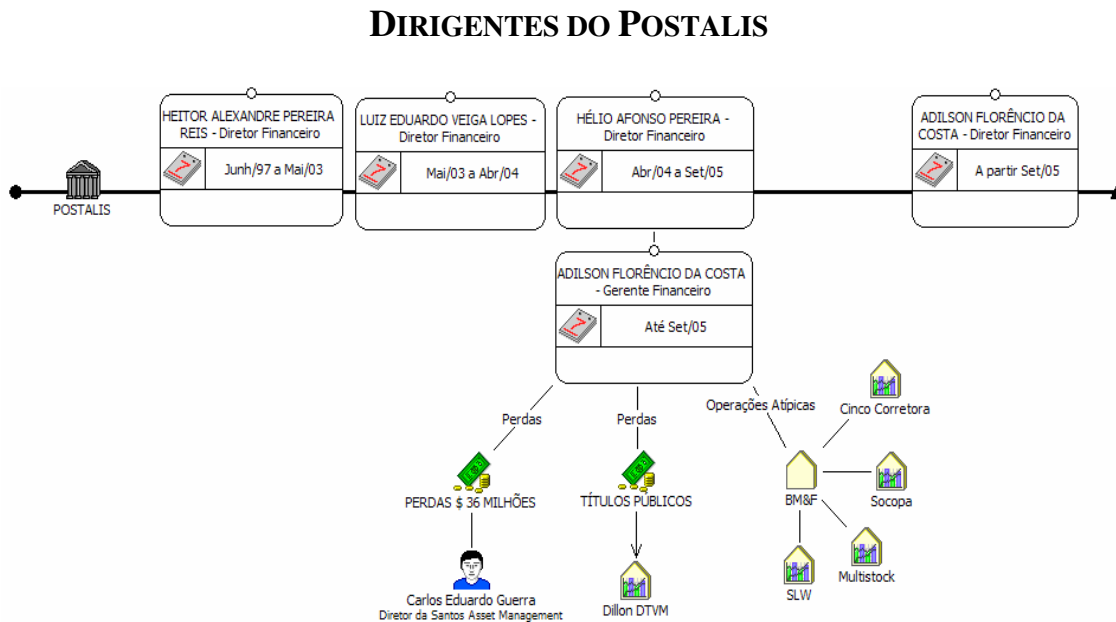 DIRIGENTES DO POSTALIS
HEITOR ALEXANDRE PEREIRA
REIS - Diretor Financeiro
Junh/97 a Mai/03
LUIZ EDUARDO VEIGA LOPES -
Diretor Financeiro
Mai/03 a Abr/04
HÉLIO AFONSO PEREIRA -
Diretor Financeiro
Abr/04 a Set/05
ADILSON FLORÊNCIO DA
COSTA - Diretor Financeiro
A partir Set/05
POSTALIS
ADILSON FLORÊNCIO DA COSTA
- Gerente Financeiro
Até Set/05
Perdas
Perdas
Operações Atípicas
Cinco Corretora
PERDAS $ 36 MILHÕES
TÍTULOS PÚBLICOS
BM&F
Socopa
Multistock
SLW
Carlos Eduardo Guerra
Diretor da Santos Asset Management
Dillon DTVM